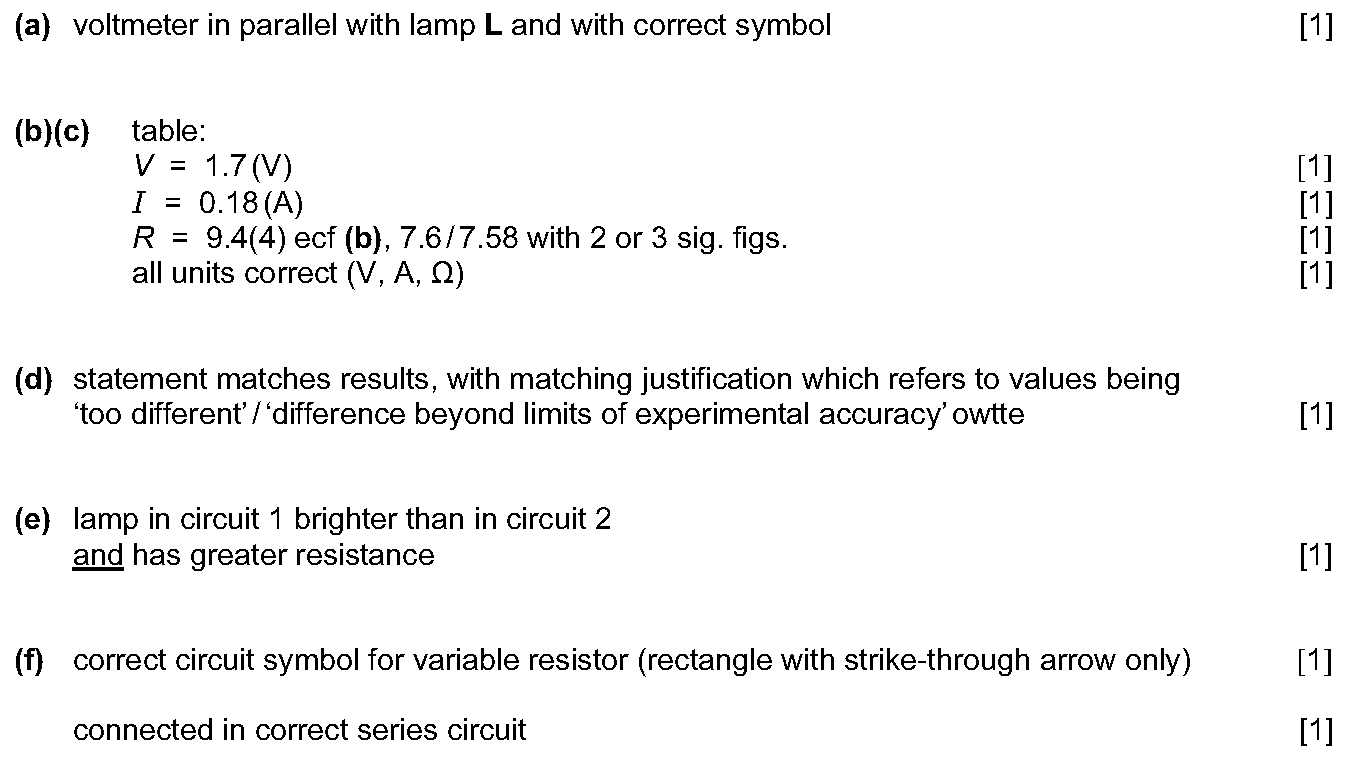 (a) voltmeter in parallel with lamp L and with correct symbol [1]
(b)(c) table:
V = 1.7 (V) [1]
I = 0.18 (A) [1]
R = 9.4(4) ecf (b), 7.6 / 7.58 with 2 or 3 sig. figs. [1]
all units correct (V, A, Ω) [1]
(d) statement matches results, with matching justification which refers to values being
‘too different’ / ‘difference beyond limits of experimental accuracy’ owtte [1]
(e) lamp in circuit 1 brighter than in circuit 2
and has greater resistance [1]
(f) correct circuit symbol for variable resistor (rectangle with strike-through arrow only) [1]
connected in correct series circuit [1]